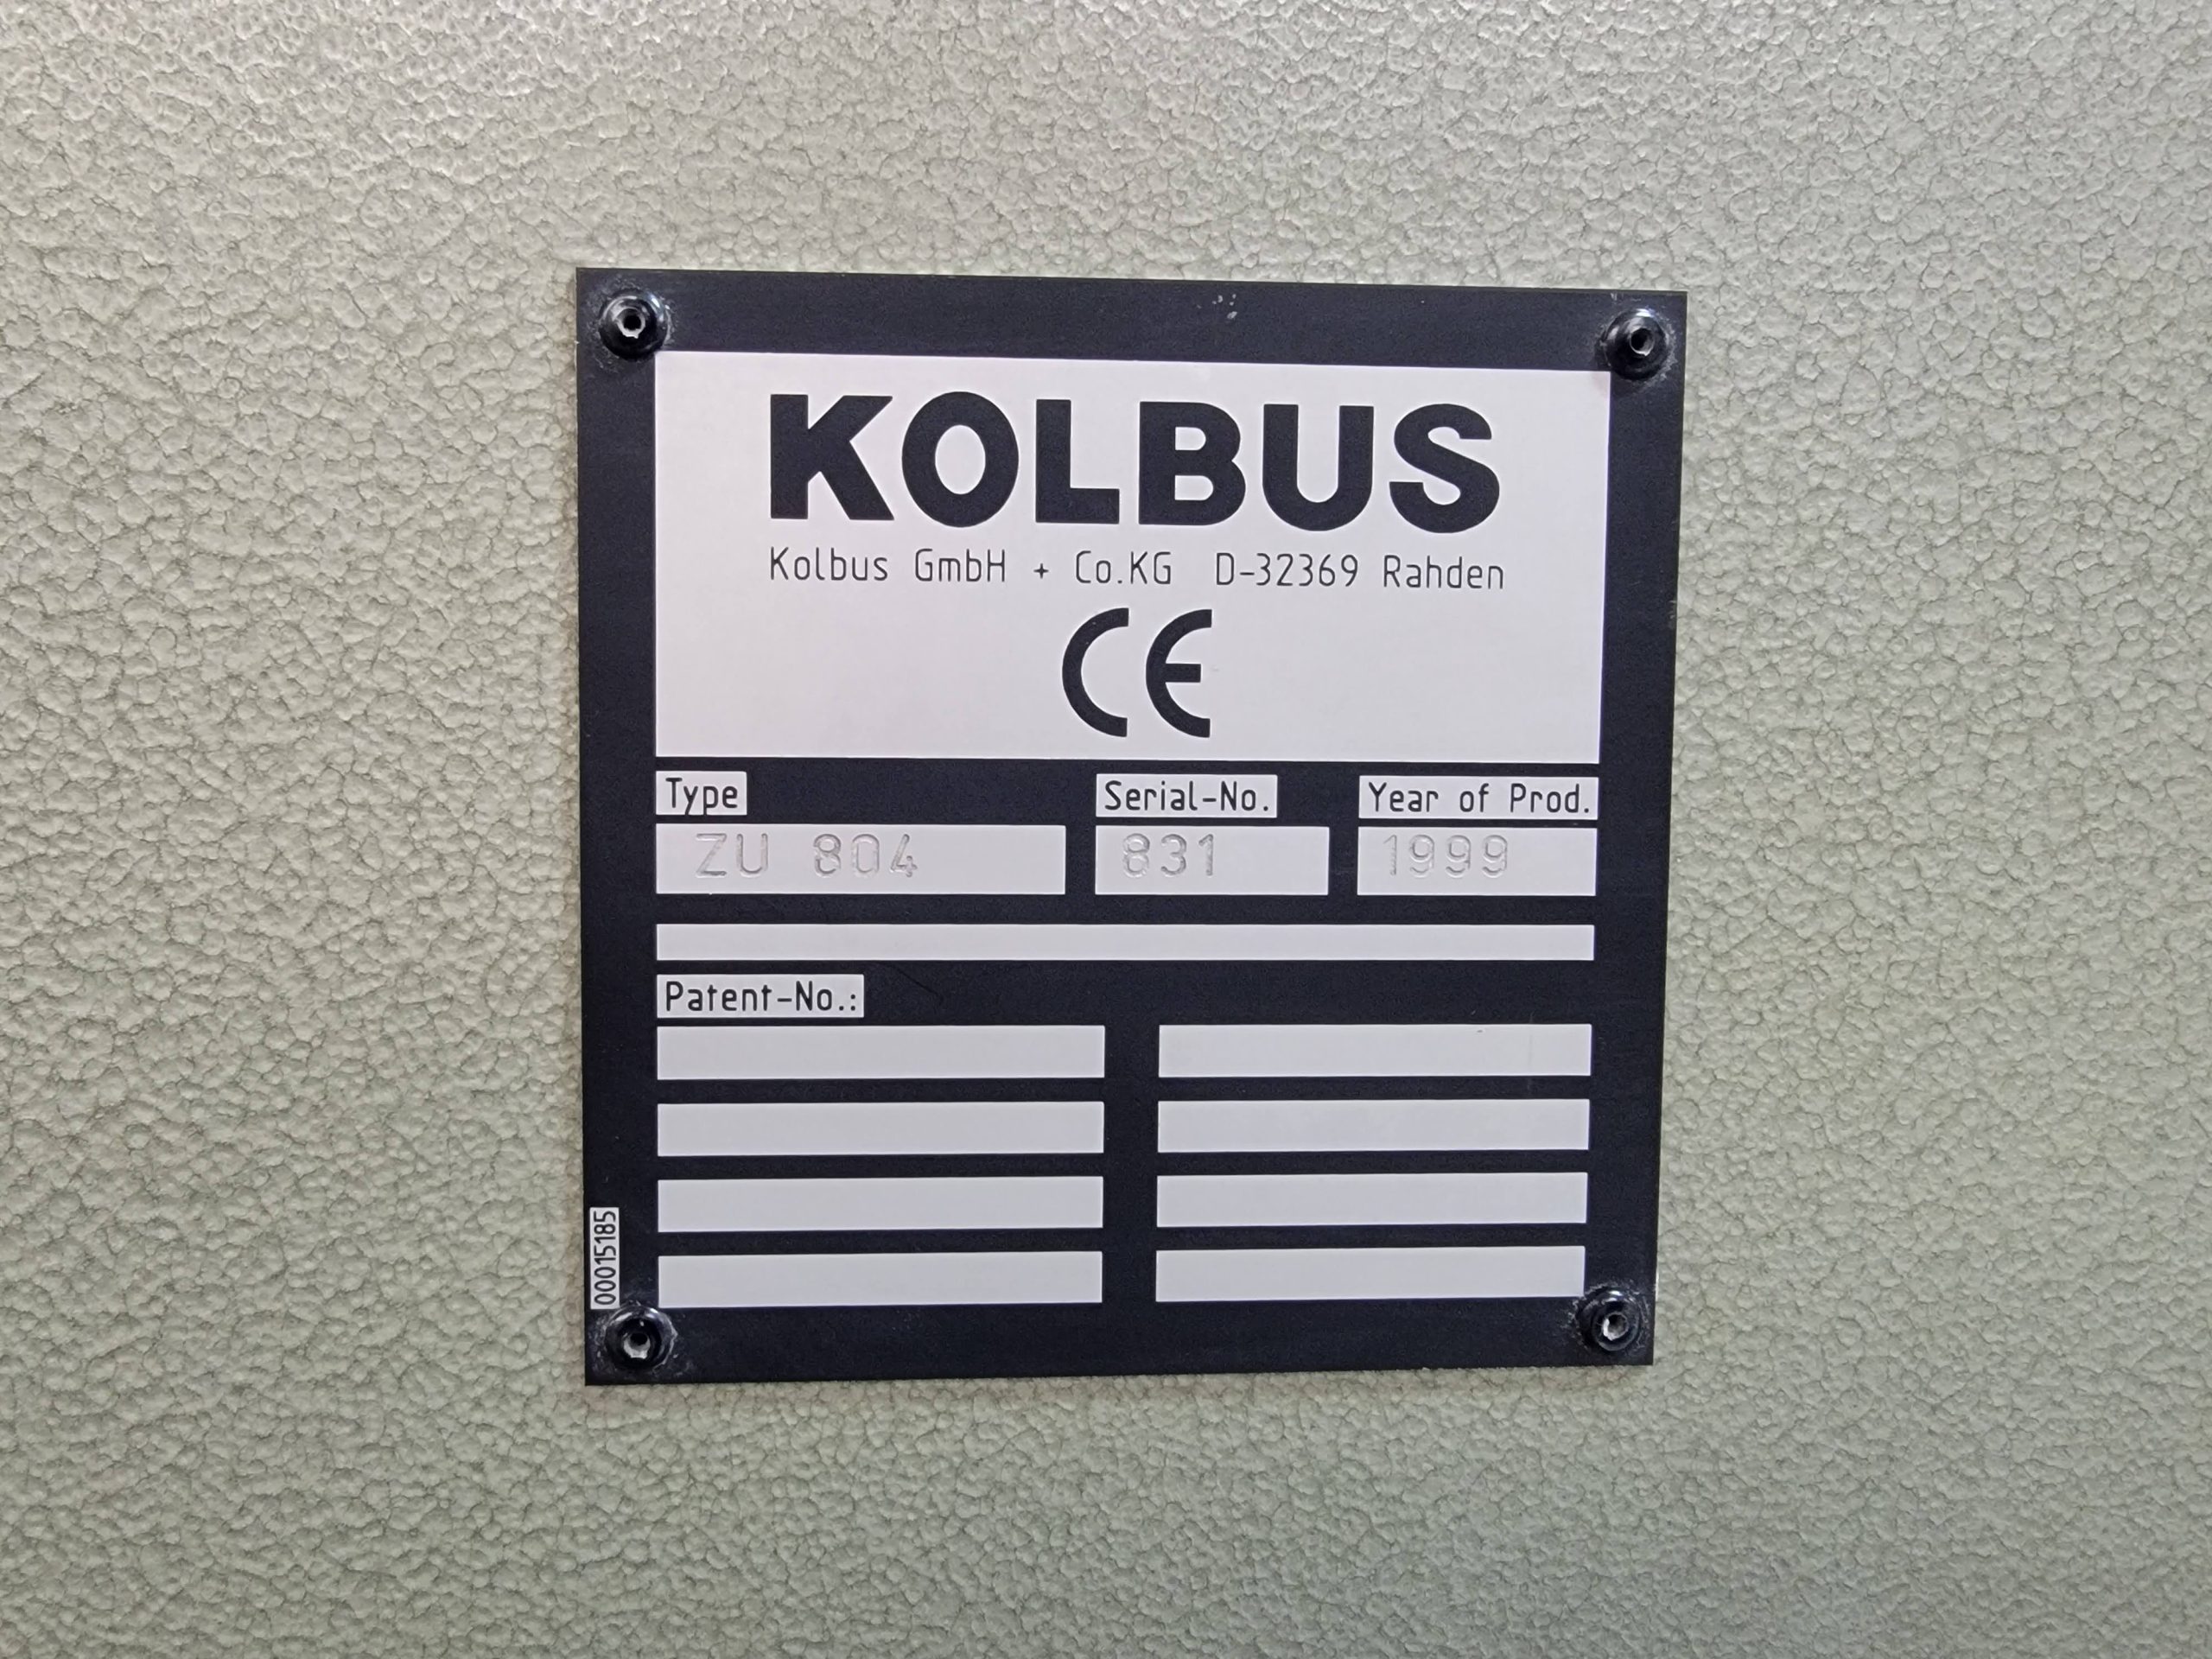 KOLBUS
Kolbus GmbH + Co.KG D-32369 Rahden
CE
Type Serial-No. Year of Prod.
ZU 804 831 1999
Patent-No.:
00015185